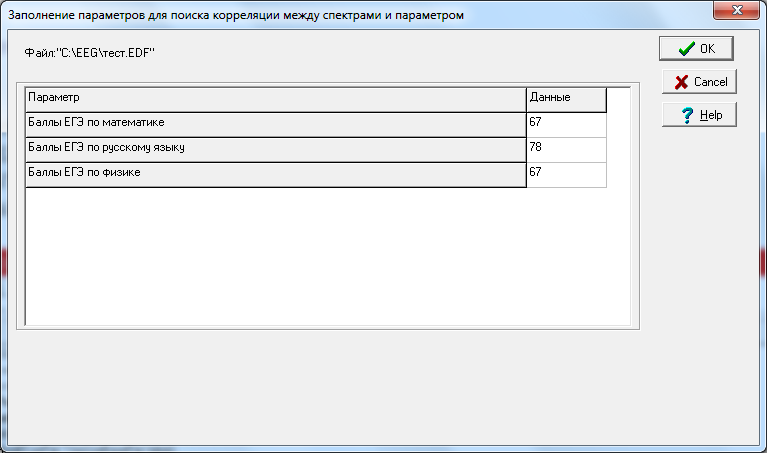 Заполнение параметров для поиска корреляции между спектрами и параметром
Файл:"C:\EEG\тест.EDF"
OK
Cancel
Help
Параметр Данные
Баллы ЕГЭ по математике 67
Баллы ЕГЭ по русскому языку 78
Баллы ЕГЭ по физике 67